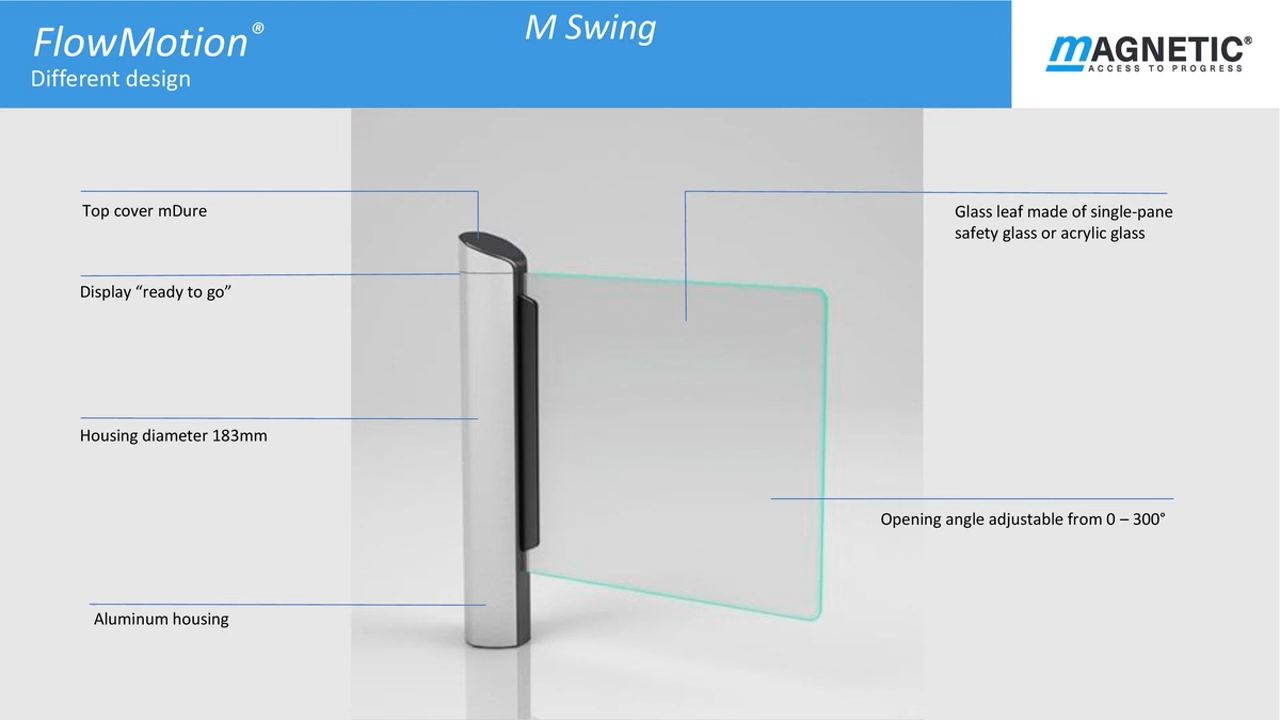 FlowMotion®
Different design
M Swing
mAGNETIC®
ACCESS TO PROGRESS
Top cover mDure
Display “ready to go”
Housing diameter 183mm
Aluminum housing
Glass leaf made of single-pane
safety glass or acrylic glass
Opening angle adjustable from 0 – 300°